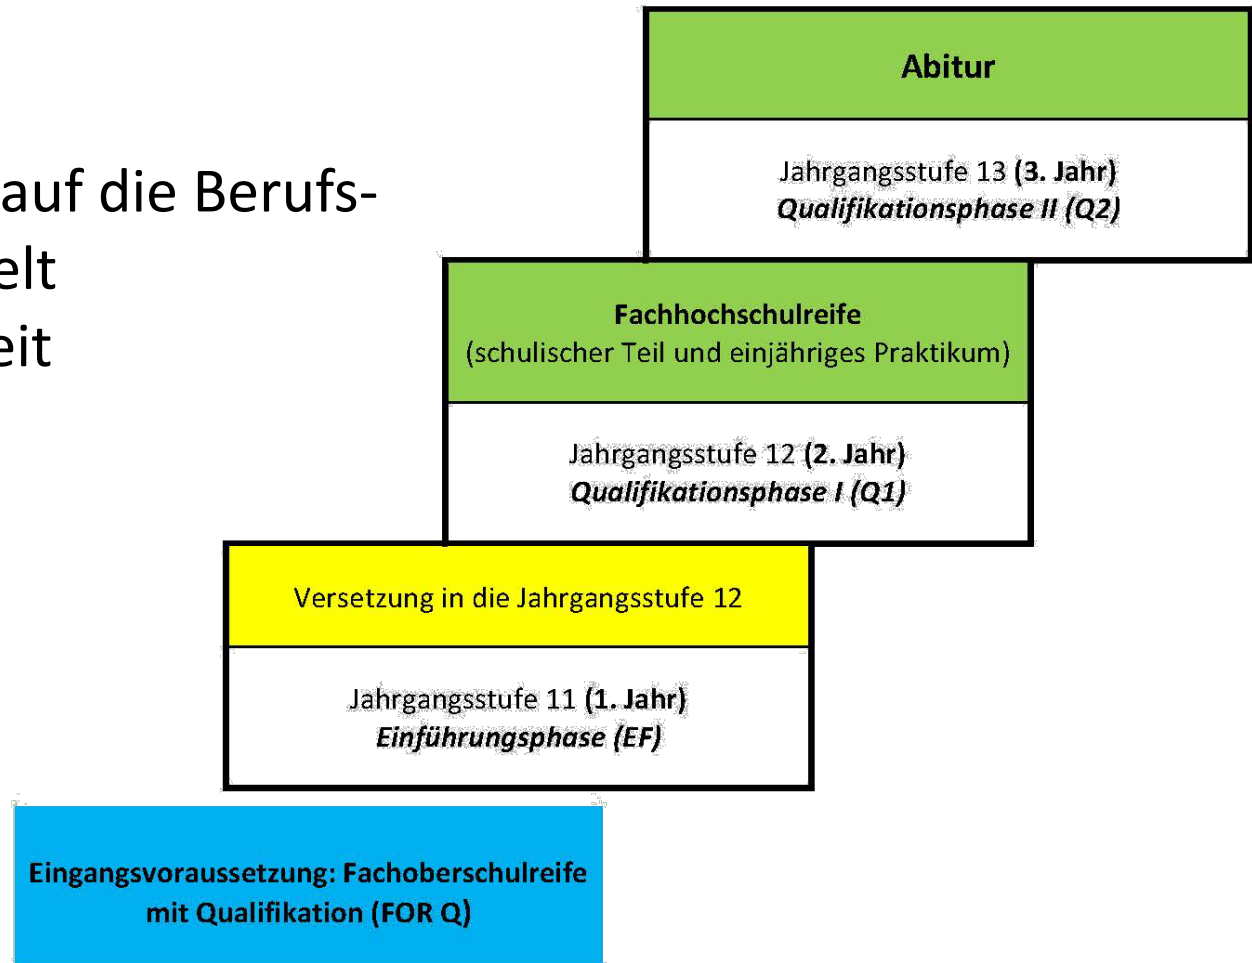 Abitur
Jahrgangsstufe 13 (3. Jahr)
Qualifikationsphase II (Q2)
auf die Berufs-
elt
eit
Fachhochschulreife
(schulischer Teil und einjähriges Praktikum)
Jahrgangsstufe 12 (2. Jahr)
Qualifikationsphase I (Q1)
Versetzung in die Jahrgangsstufe 12
Jahrgangsstufe 11 (1. Jahr)
Einführungsphase (EF)
Eingangsvoraussetzung: Fachoberschulreife
mit Qualifikation (FOR Q)